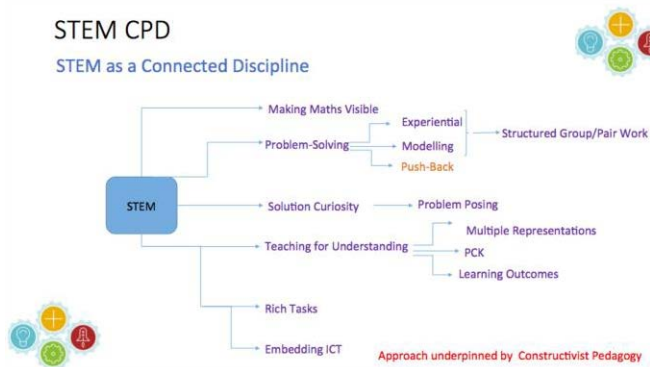 STEM CPD
STEM as a Connected Discipline
Making Maths Visible
Experiential
Problem-Solving
Modelling
Structured Group/Pair Work
Push-Back
STEM
Solution Curiosity
Problem Posing
Multiple Representations
Teaching for Understanding
PCK
Learning Outcomes
Rich Tasks
Embedding ICT
Approach underpinned by Constructivist Pedagogy